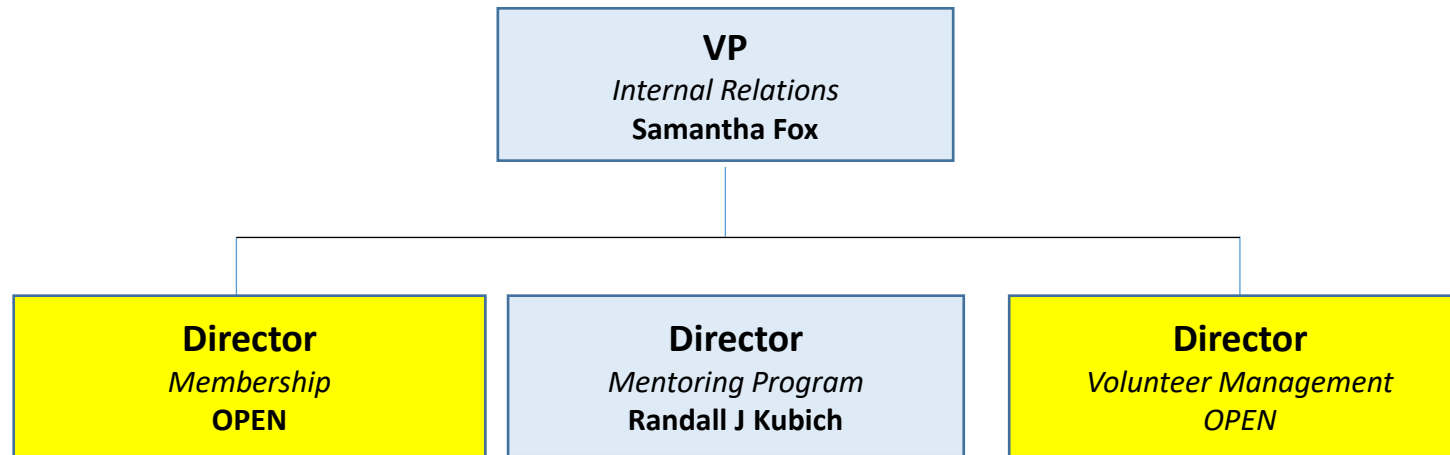 VP
Internal Relations
Samantha Fox
Director
Membership
OPEN
Director
Mentoring Program
Randall J Kubich
Director
Volunteer Management
OPEN